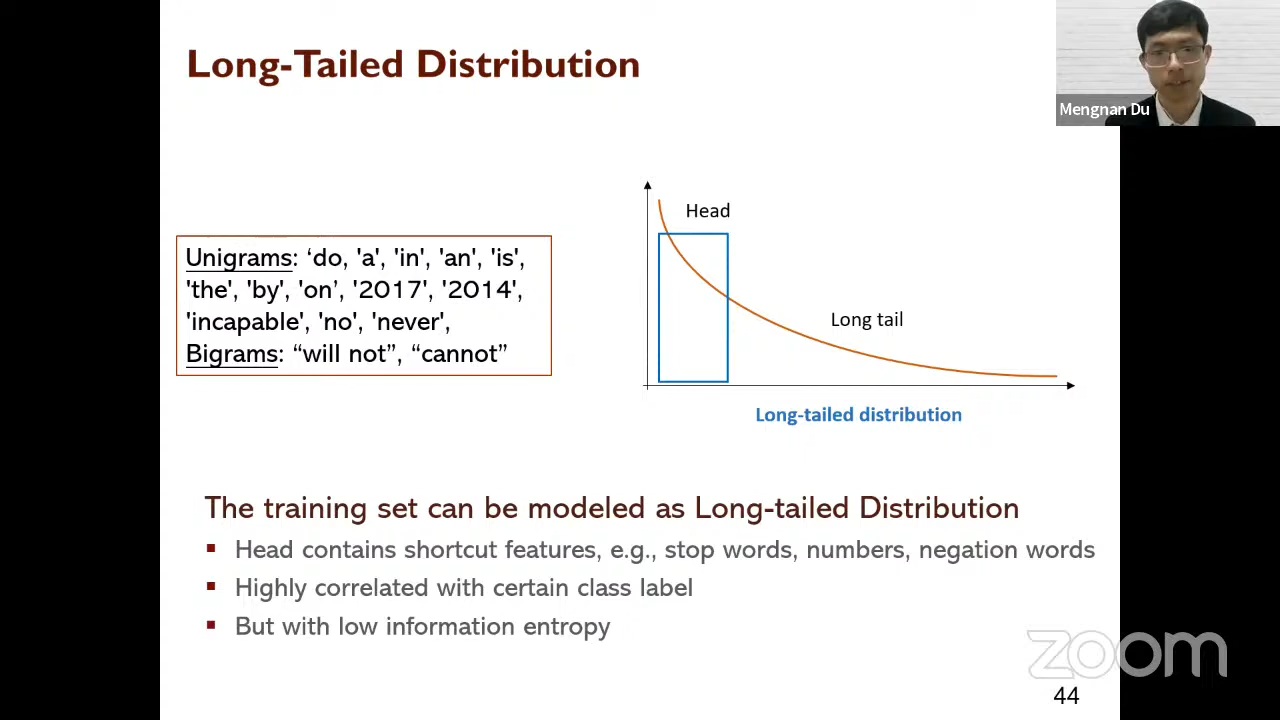 Long-Tailed Distribution
Mengnan Du
Head
Unigrams: ‘do, 'a', 'in', 'an', 'is',
'the', 'by', 'on’, '2017', '2014',
'incapable', 'no', 'never',
Bigrams: “will not”, “cannot”
Long tail
Long-tailed distribution
The training set can be modeled as Long-tailed Distribution
▪ Head contains shortcut features, e.g., stop words, numbers, negation words
▪ Highly correlated with certain class label
▪ But with low information entropy
zoom
44